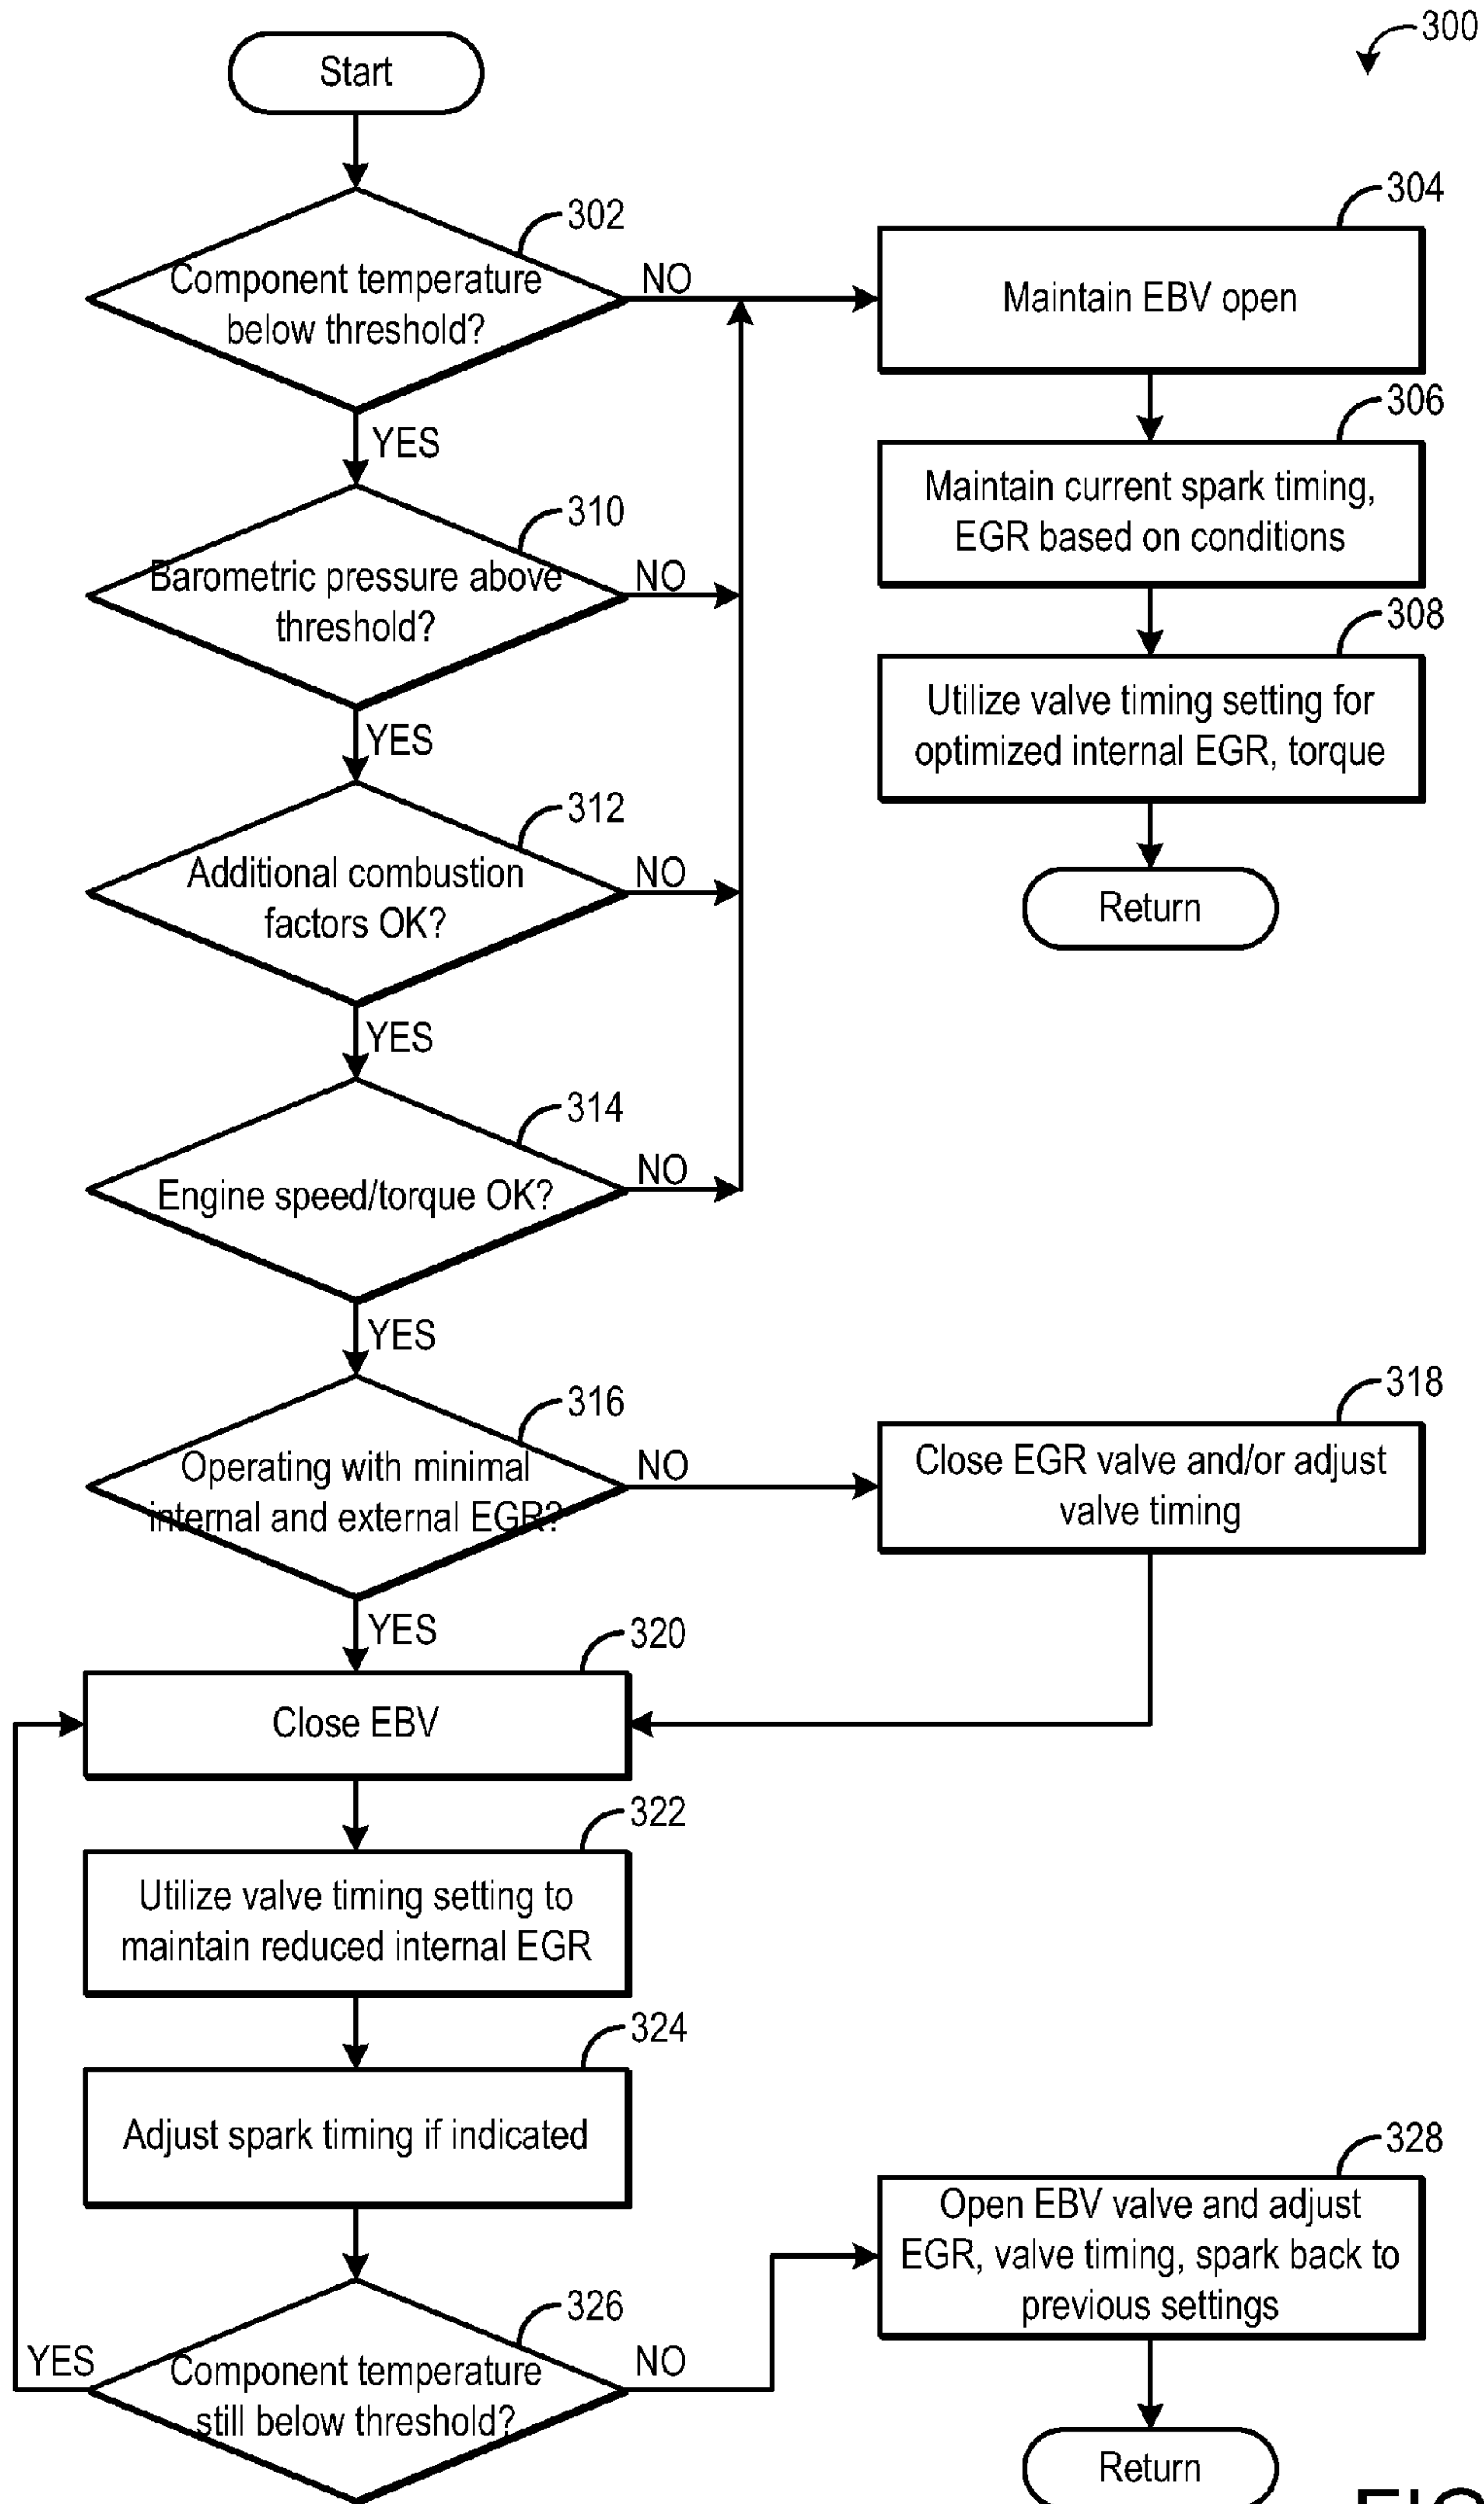 300
Start
302
Component temperature
below threshold?
NO
YES
304
Maintain EBV open
306
Maintain current spark timing,
EGR based on conditions
308
Utilize valve timing setting for
optimized internal EGR, torque
Return
310
Barometric pressure above
threshold?
NO
YES
312
Additional combustion
factors OK?
NO
YES
314
Engine speed/torque OK?
NO
YES
316
Operating with minimal
internal and external EGR?
NO
YES
318
Close EGR valve and/or adjust
valve timing
320
Close EBV
322
Utilize valve timing setting to
maintain reduced internal EGR
324
Adjust spark timing if indicated
326
Component temperature
still below threshold?
YES
NO
328
Open EBV valve and adjust
EGR, valve timing, spark back to
previous settings
Return